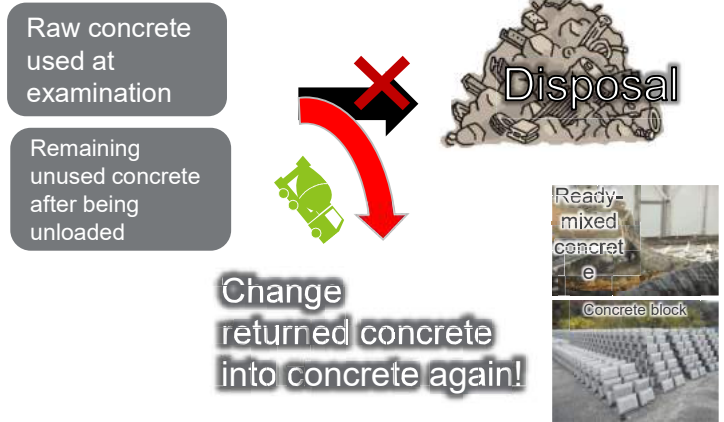 Raw concrete
used at
examination
Disposal
Remaining
unused concrete
after being
unloaded
Ready-
mixed
concret
e
Change
returned concrete
into concrete again!
Concrete block